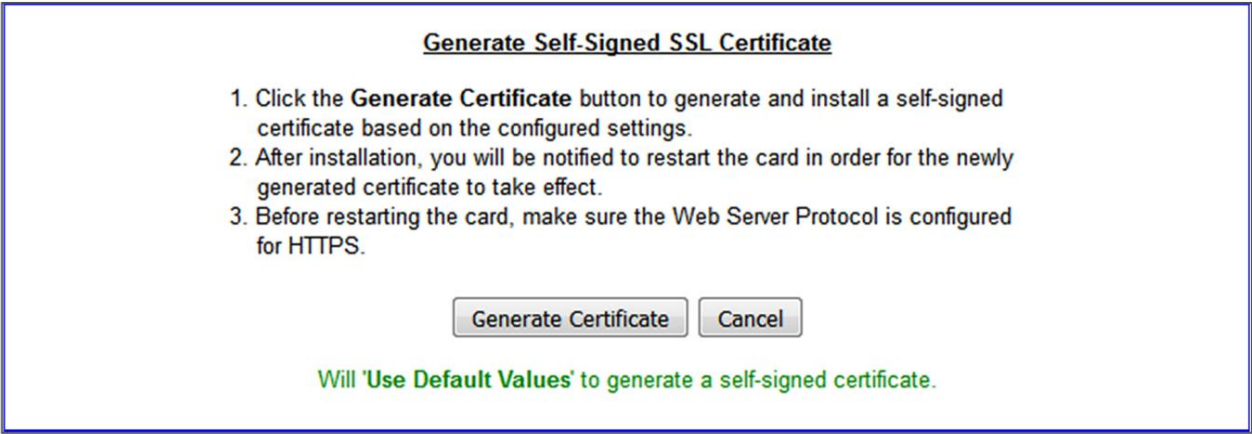 Generate Self-Signed SSL Certificate
1. Click the Generate Certificate button to generate and install a self-signed
certificate based on the configured settings.
2. After installation, you will be notified to restart the card in order for the newly
generated certificate to take effect.
3. Before restarting the card, make sure the Web Server Protocol is configured
for HTTPS.
Generate Certificate Cancel
Will 'Use Default Values' to generate a self-signed certificate.